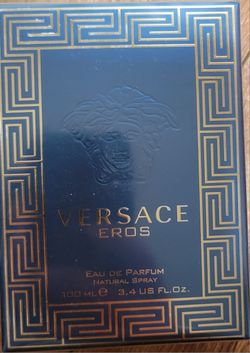 VERSACE
EROS
EAU DE PARFUM
NATURAL SPRAY
100 ML ℮ 3,4 US FL.OZ.